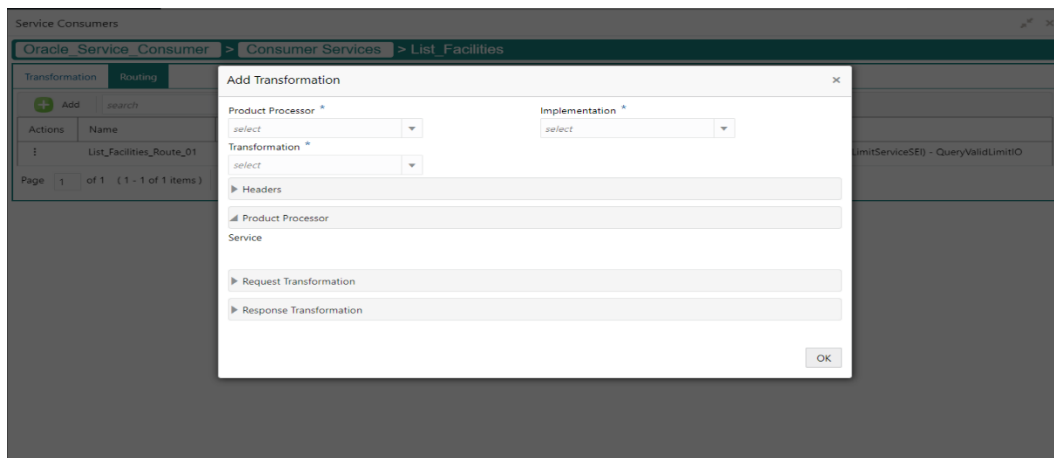 Service Consumers
Oracle_Service_Consumer > Consumer Services > List_Facilities
Transformation Routing
Add Transformation
Add search
Product Processor * Implementation *
select select
Actions Name
Transformation *
List_Facilities_Route_01 LimitServiceSEI) - QueryValidLimitIO
select
Page 1 of 1 ( 1 - 1 of 1 items )
Headers
Product Processor
Service
Request Transformation
Response Transformation
OK